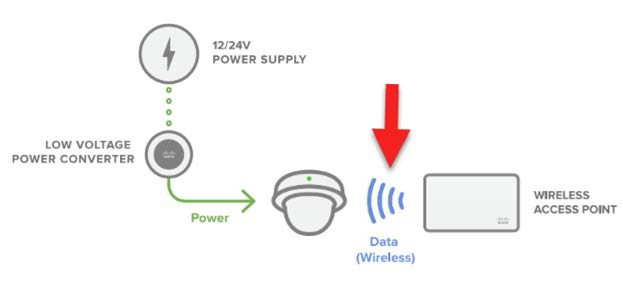 12/24V
POWER SUPPLY
LOW VOLTAGE
POWER CONVERTER
Power
Data
(Wireless)
WIRELESS
ACCESS POINT